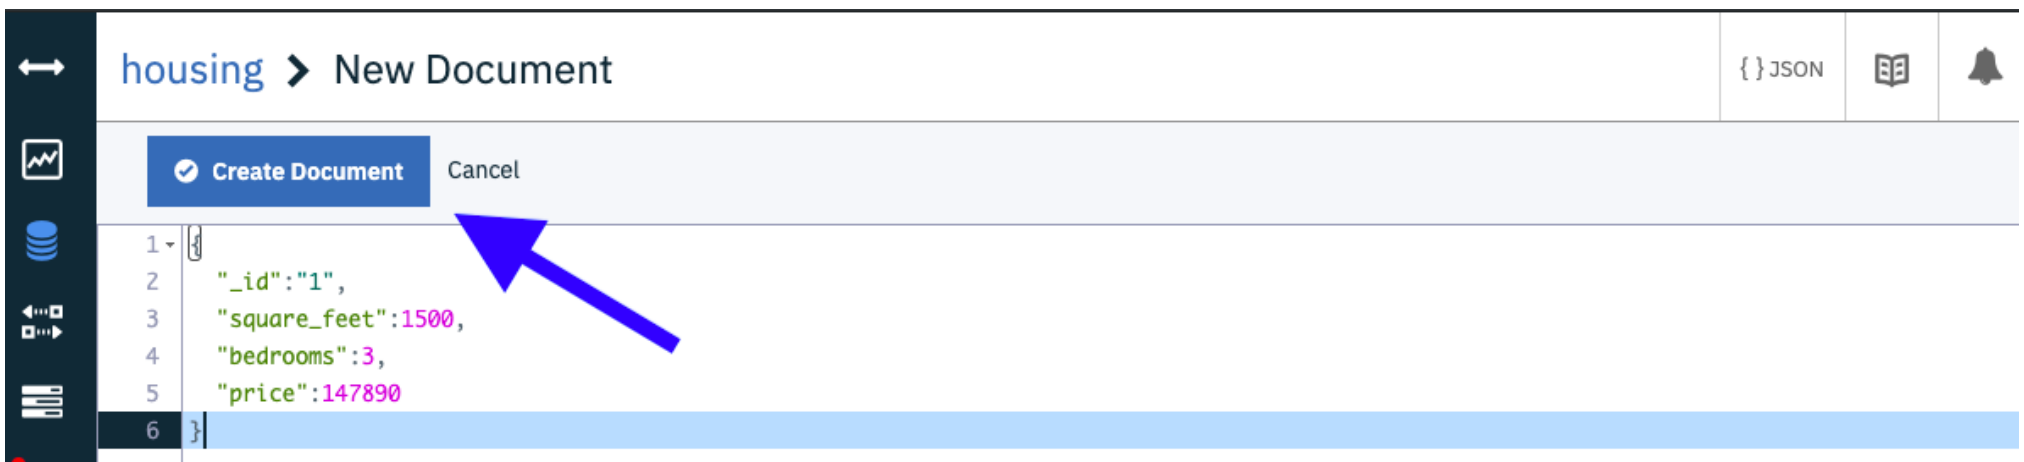 housing > New Document
{ } JSON
Create Document Cancel
1 {
2 "_id":"1",
3 "square_feet":1500,
4 "bedrooms":3,
5 "price":147890
6 }